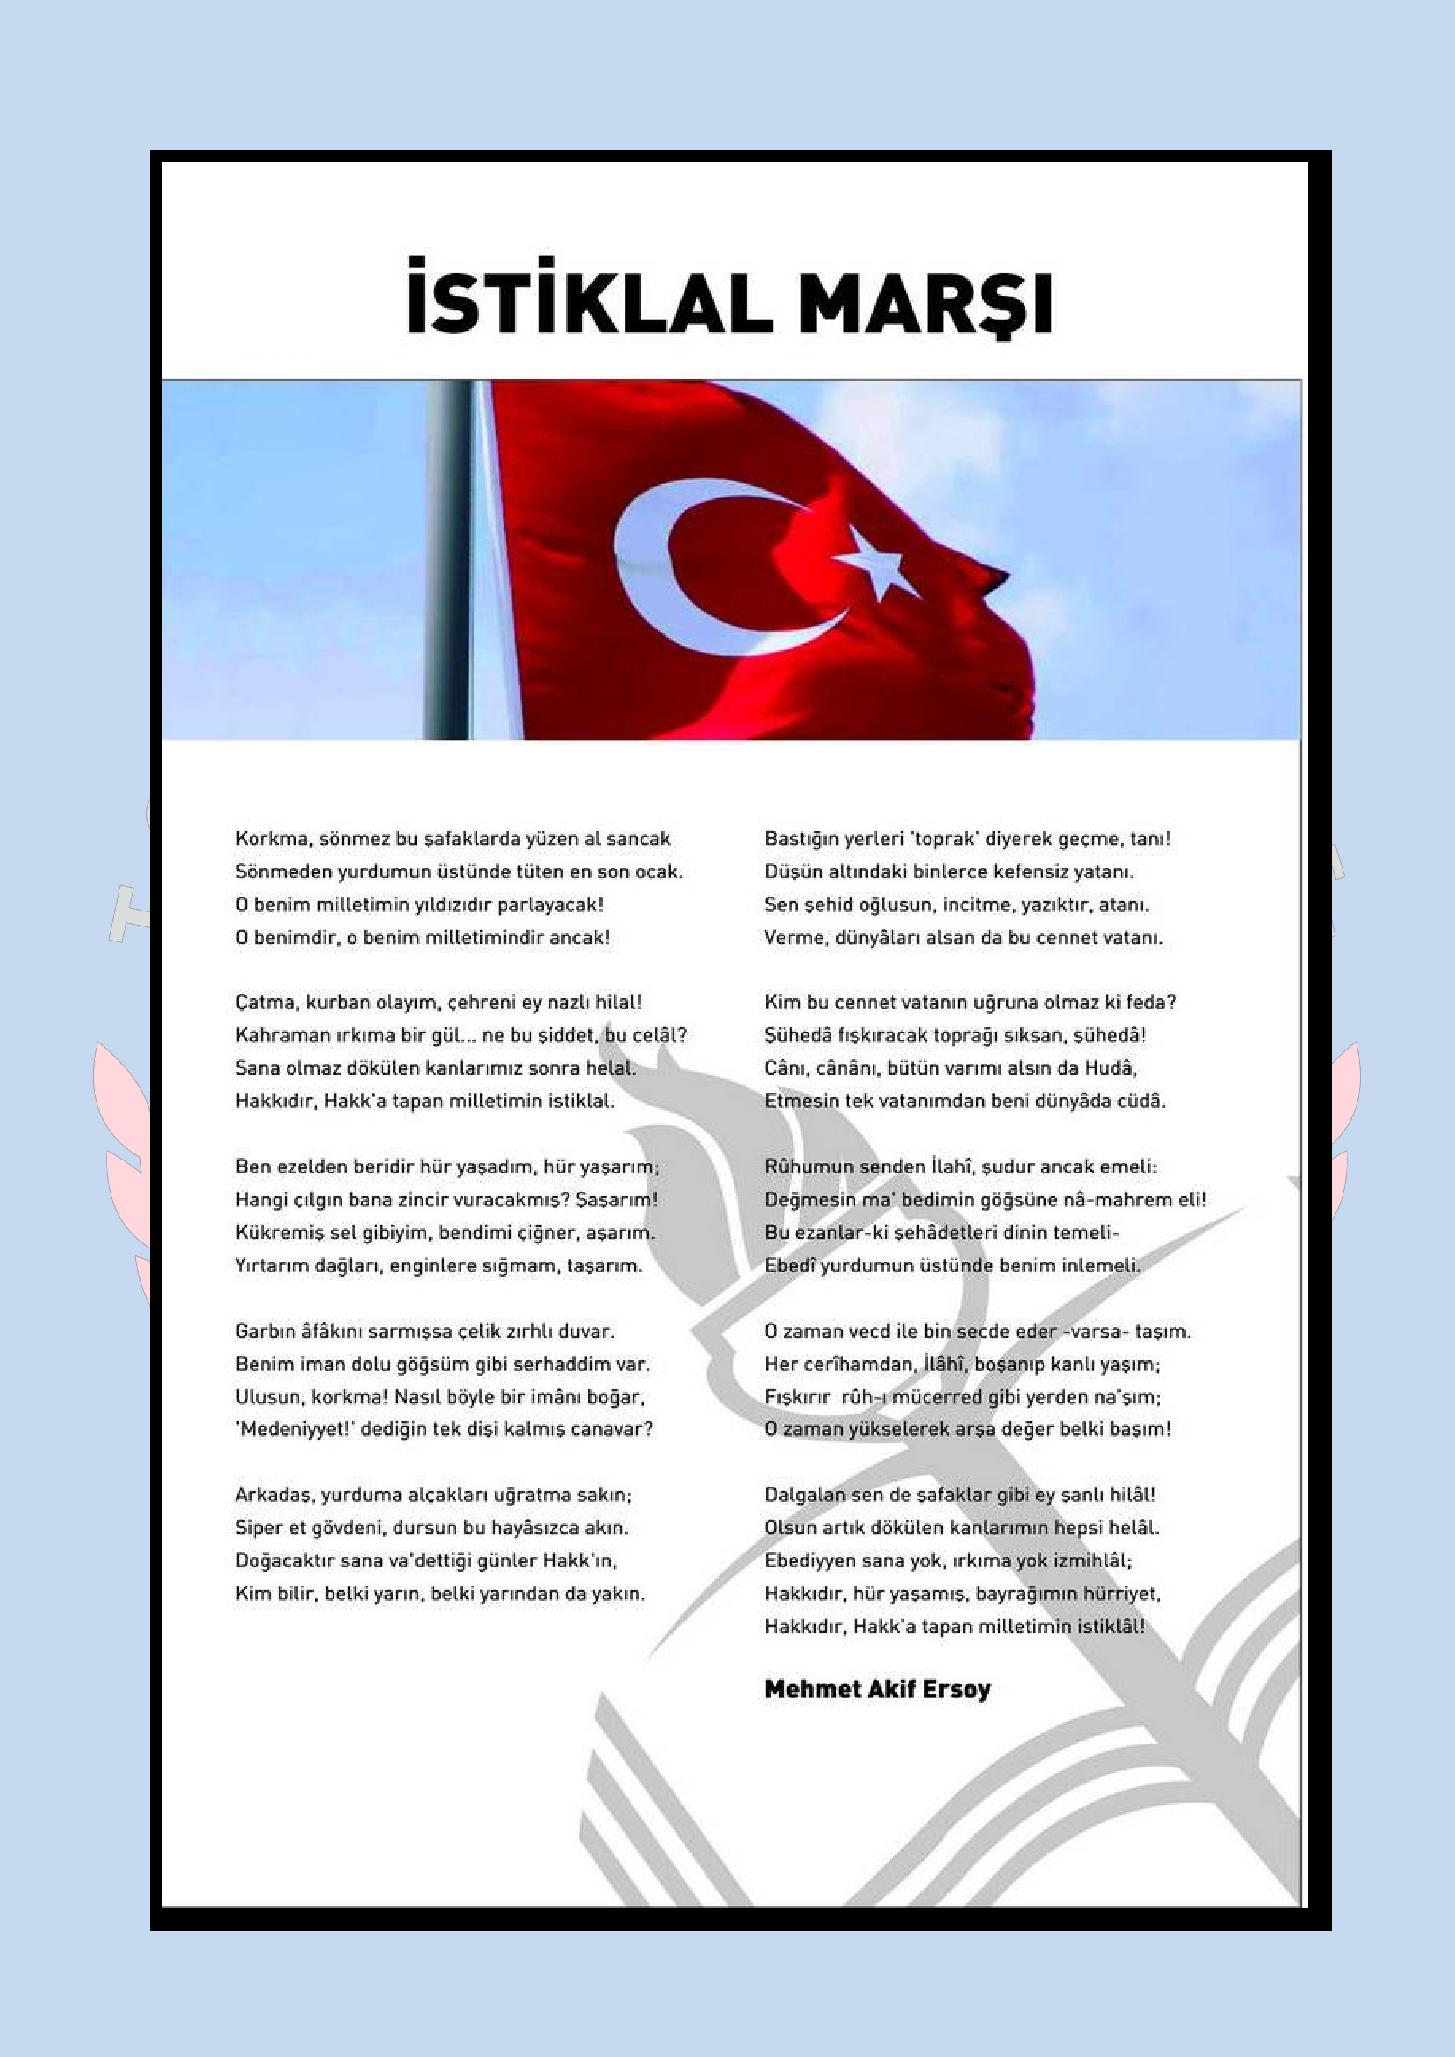 İSTİKLAL MARŞI
Korkma, sönmez bu şafaklarda yüzen al sancak
Sönmeden yurdumun üstünde tüten en son ocak.
O benim milletimin yıldızıdır parlayacak!
O benimdir, o benim milletimindir ancak!
Çatma, kurban olayım, çehreni ey nazlı hilal!
Kahraman ırkıma bir gül... ne bu şiddet, bu celâl?
Sana olmaz dökülen kanlarımız sonra helal.
Hakkıdır, Hakk'a tapan milletimin istiklal.
Ben ezelden beridir hür yaşadım, hür yaşarım;
Hangi çılgın bana zincir vuracakmış? Şaşarım!
Kükremiş sel gibiyim, bendimi çiğner, aşarım.
Yırtarım dağları, enginlere sığmam, taşarım.
Garbın âfâkını sarmışsa çelik zırhlı duvar.
Benim iman dolu göğsüm gibi serhaddim var.
Ulusun, korkma! Nasıl böyle bir imânı boğar,
'Medeniyyet!' dediğin tek dişi kalmış canavar?
Arkadaş, yurduma alçakları uğratma sakın;
Siper et gövdeni, dursun bu hayâsızca akın.
Doğacaktır sana va'dettiği günler Hakk'ın,
Kim bilir, belki yarın, belki yarından da yakın.
Bastığın yerleri 'toprak' diyerek geçme, tanı!
Düşün altındaki binlerce kefensiz yatanı.
Sen şehid oğlusun, incitme, yazıktır, atanı.
Verme, dünyâları alsan da bu cennet vatanı.
Kim bu cennet vatanın uğruna olmaz ki feda?
Şühedâ fışkıracak toprağı sıksan, şühedâ!
Cânı, cânânı, bütün varımı alsın da Hudâ,
Etmesin tek vatanımdan beni dünyâda cüdâ.
Rûhumun senden İlahî, şudur ancak emeli:
Değmesin ma' bedimin göğsüne nâ-mahrem eli!
Bu ezanlar-ki şehâdetleri dinin temeli-
Ebedî yurdumun üstünde benim inlemeli.
O zaman vecd ile bin secde eder -varsa- taşım.
Her cerîhamdan, İlâhî, boşanıp kanlı yaşım;
Fışkırır rûh-ı mücerred gibi yerden na'şım;
O zaman yükselerek arşa değer belki başım!
Dalgalan sen de şafaklar gibi ey şanlı hilâl!
Olsun artık dökülen kanlarımın hepsi helâl.
Ebediyyen sana yok, ırkıma yok izmihlâl;
Hakkıdır, hür yaşamış, bayrağımın hürriyet,
Hakkıdır, Hakk'a tapan milletimin istiklâl!
Mehmet Akif Ersoy